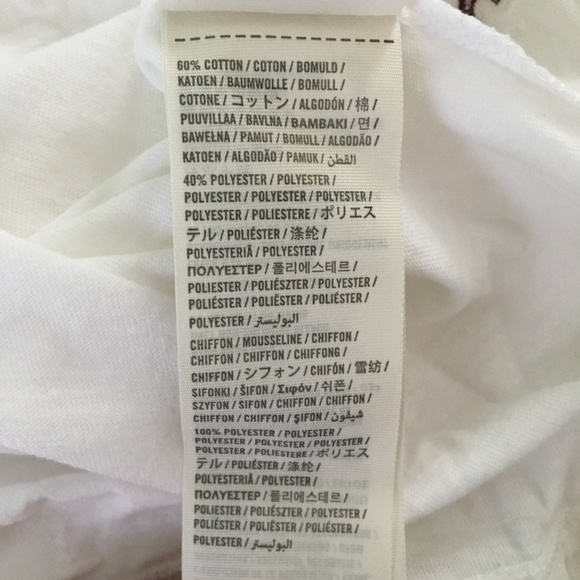 60% COTTON / COTON / BOMULD /
KATOEN / BAUMWOLLE / BOMULL /
COTONE / コットン / ALGODÓN / 棉 /
PUUVILLAA / BAVLNA / ΒΑΜΒΑΚΙ / 면 /
BAWEŁNA / PAMUT / BOMULL / ALGODÃO /
KATOEN / ALGODÃO / PAMUK / القطن
40% POLYESTER / POLYESTER /
POLYESTER / POLYESTER / POLYESTER /
POLYESTER / POLIESTERE / ポリエス
テル / POLIÉSTER / 涤纶 /
POLYESTERIÄ / POLYESTER /
ΠΟΛΥΕΣΤΕΡ / 폴리에스테르 /
POLIESTER / POLIÉSZTER / POLYESTER /
POLIÉSTER / POLIËSTER / POLIÉSTER /
POLYESTER / البوليستر
CHIFFON / MOUSSELINE / CHIFFON /
CHIFFON / CHIFFON / CHIFFONG /
CHIFFON / シフォン / CHIFÓN / 雪纺 /
SIFONKI / ŠIFON / Σιφόν / 쉬폰 /
SZYFON / SIFON / CHIFFON / CHIFFON /
CHIFFON / CHIFFON / ŞIFON / شيفون
100% POLYESTER / POLYESTER /
POLYESTER / POLYESTER / POLYESTER /
POLYESTER / POLIESTERE / ポリエス
テル / POLIÉSTER / 涤纶 /
POLYESTERIÄ / POLYESTER /
ΠΟΛΥΕΣΤΕΡ / 폴리에스테르 /
POLIESTER / POLIÉSZTER / POLYESTER /
POLIÉSTER / POLIËSTER / POLIÉSTER /
POLYESTER / البوليستر